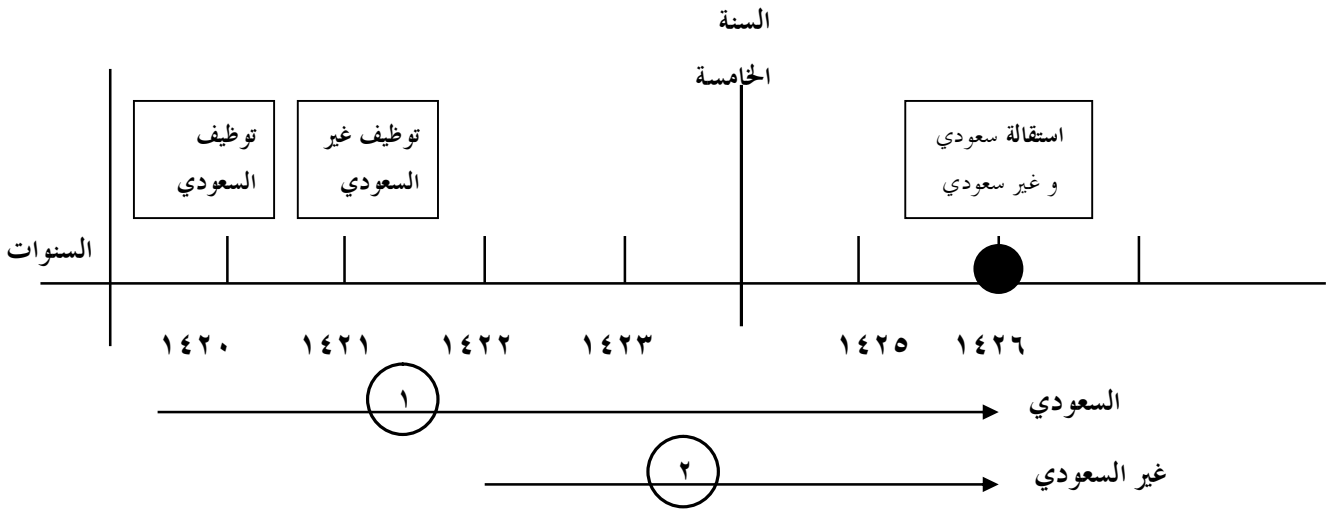 السنة
الخامسة
توظيف
السعودي
توظيف غير
السعودي
استقالة سعودي
و غير سعودي
السنوات
١٤٢٠
١٤٢١
١٤٢٢
١٤٢٣
١٤٢٥
١٤٢٦
١
السعودي
٢
غير السعودي